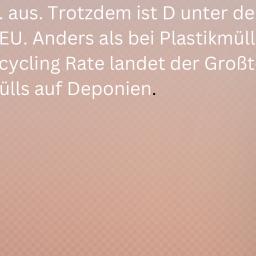 . aus. Trotzdem ist D unter de
EU. Anders als bei Plastikmüll
cycling Rate landet der Großt
ülls auf Deponien.